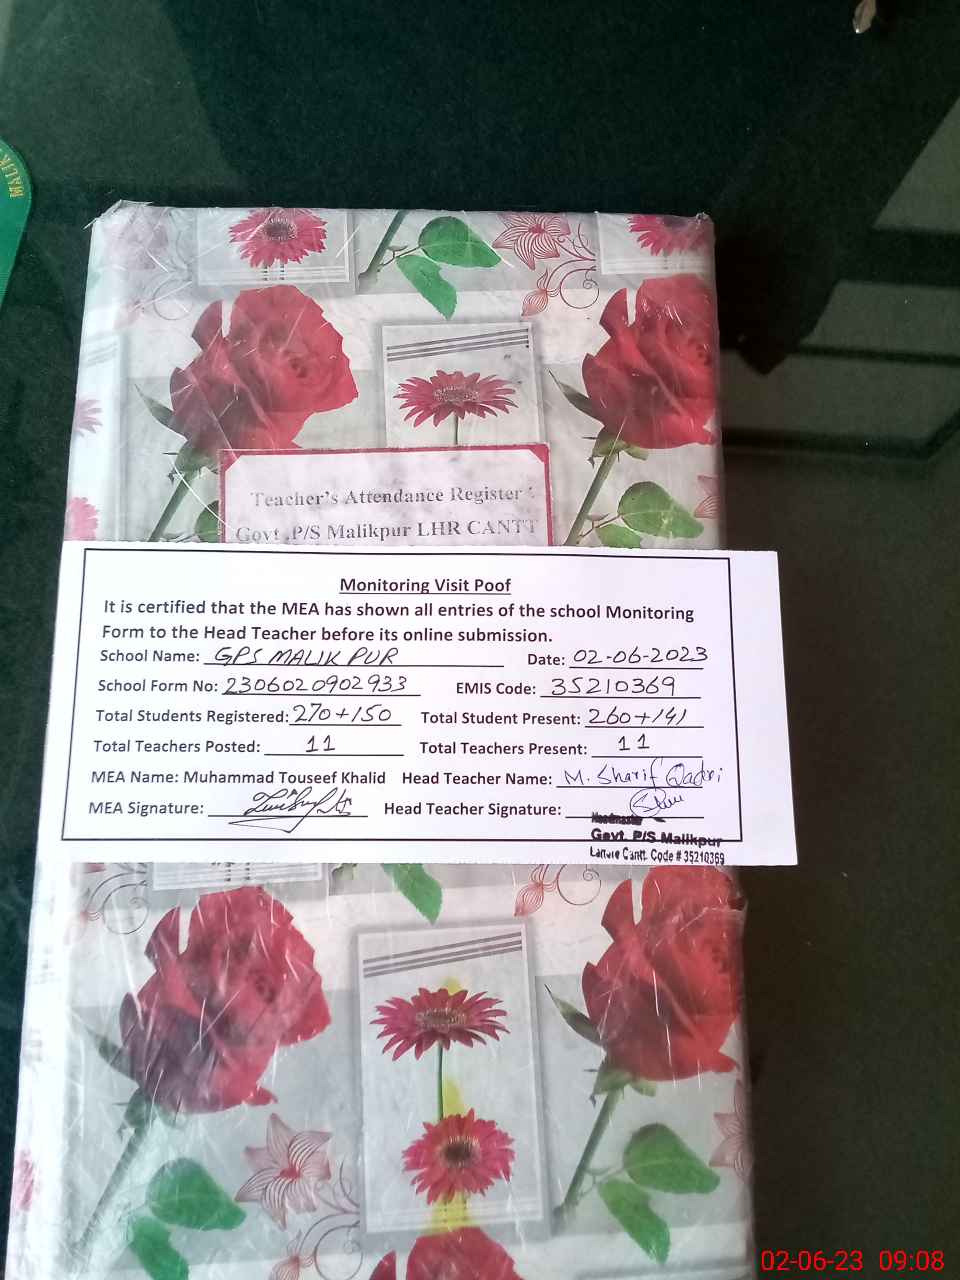 MALIK
Teacher's Attendance Register
Govt .P/S Malikpur LHR CANTT
Monitoring Visit Poof
It is certified that the MEA has shown all entries of the school Monitoring
Form to the Head Teacher before its online submission.
School Name: GPS MALIK PUR Date: 02-06-2023
School Form No: 2306020902933 EMIS Code: 35210369
Total Students Registered: 270+150 Total Student Present: 260+141
Total Teachers Posted: 11 Total Teachers Present: 11
MEA Name: Muhammad Touseef Khalid Head Teacher Name: M. Sharif Qadri
MEA Signature: Head Teacher Signature:
Headmaster
Govt. P/S Malikpur
Lahore Cantt. Code # 35210369
02-06-23 09:08